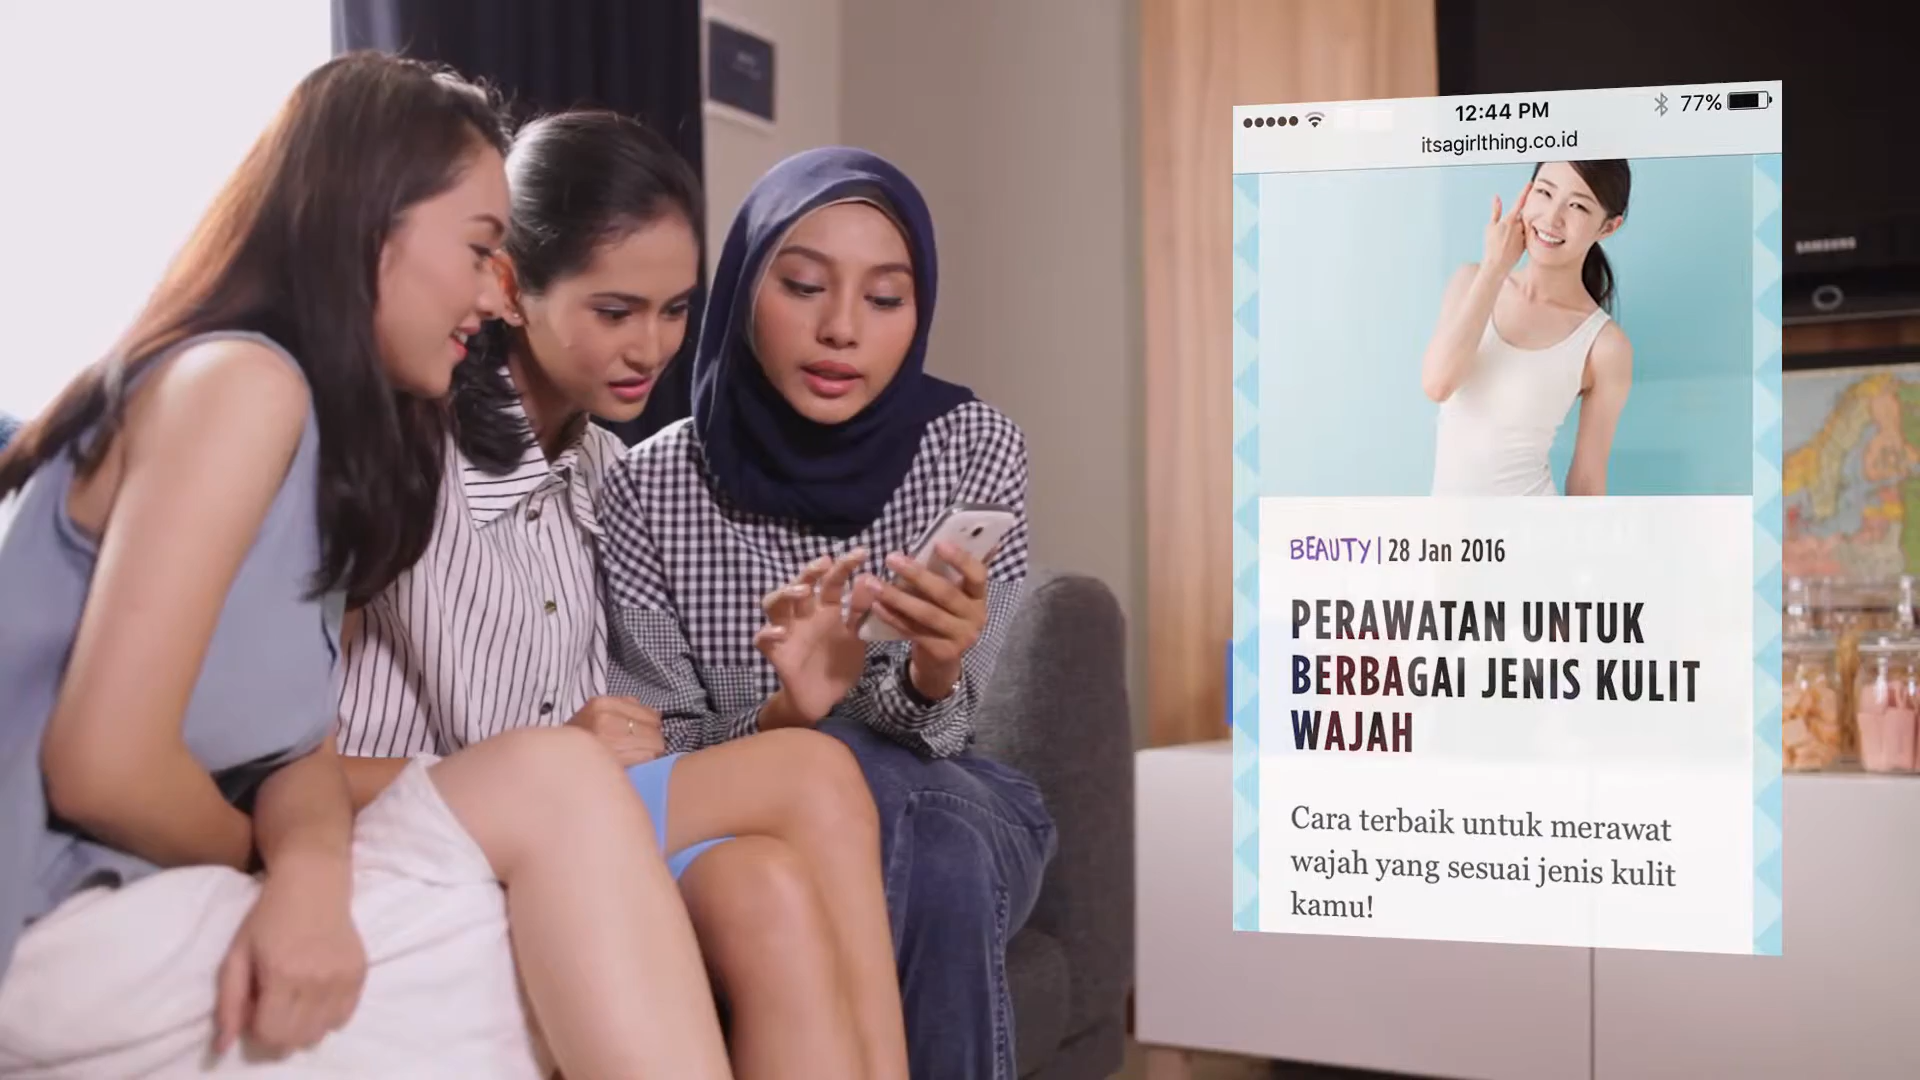 12:44 PM
77%
itsagirlthing.co.id
SAMSUNG
BEAUTY | 28 Jan 2016
PERAWATAN UNTUK
BERBAGAI JENIS KULIT
WAJAH
Cara terbaik untuk merawat
wajah yang sesuai jenis kulit
kamu!